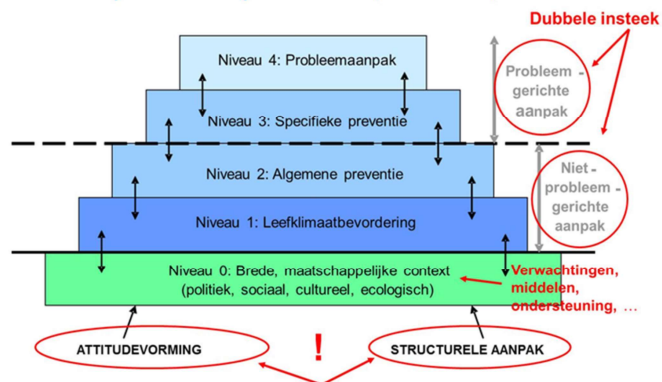 Dubbele insteek
Niveau 4: Probleemaanpak
Probleem -
gerichte
aanpak
Niveau 3: Specifieke preventie
Niveau 2: Algemene preventie
Niet -
probleem -
gerichte
aanpak
Niveau 1: Leefklimaatbevordering
Niveau 0: Brede, maatschappelijke context
(politiek, sociaal, cultureel, ecologisch)
Verwachtingen,
middelen,
ondersteuning, ...
ATTITUDEVORMING
!
STRUCTURELE AANPAK